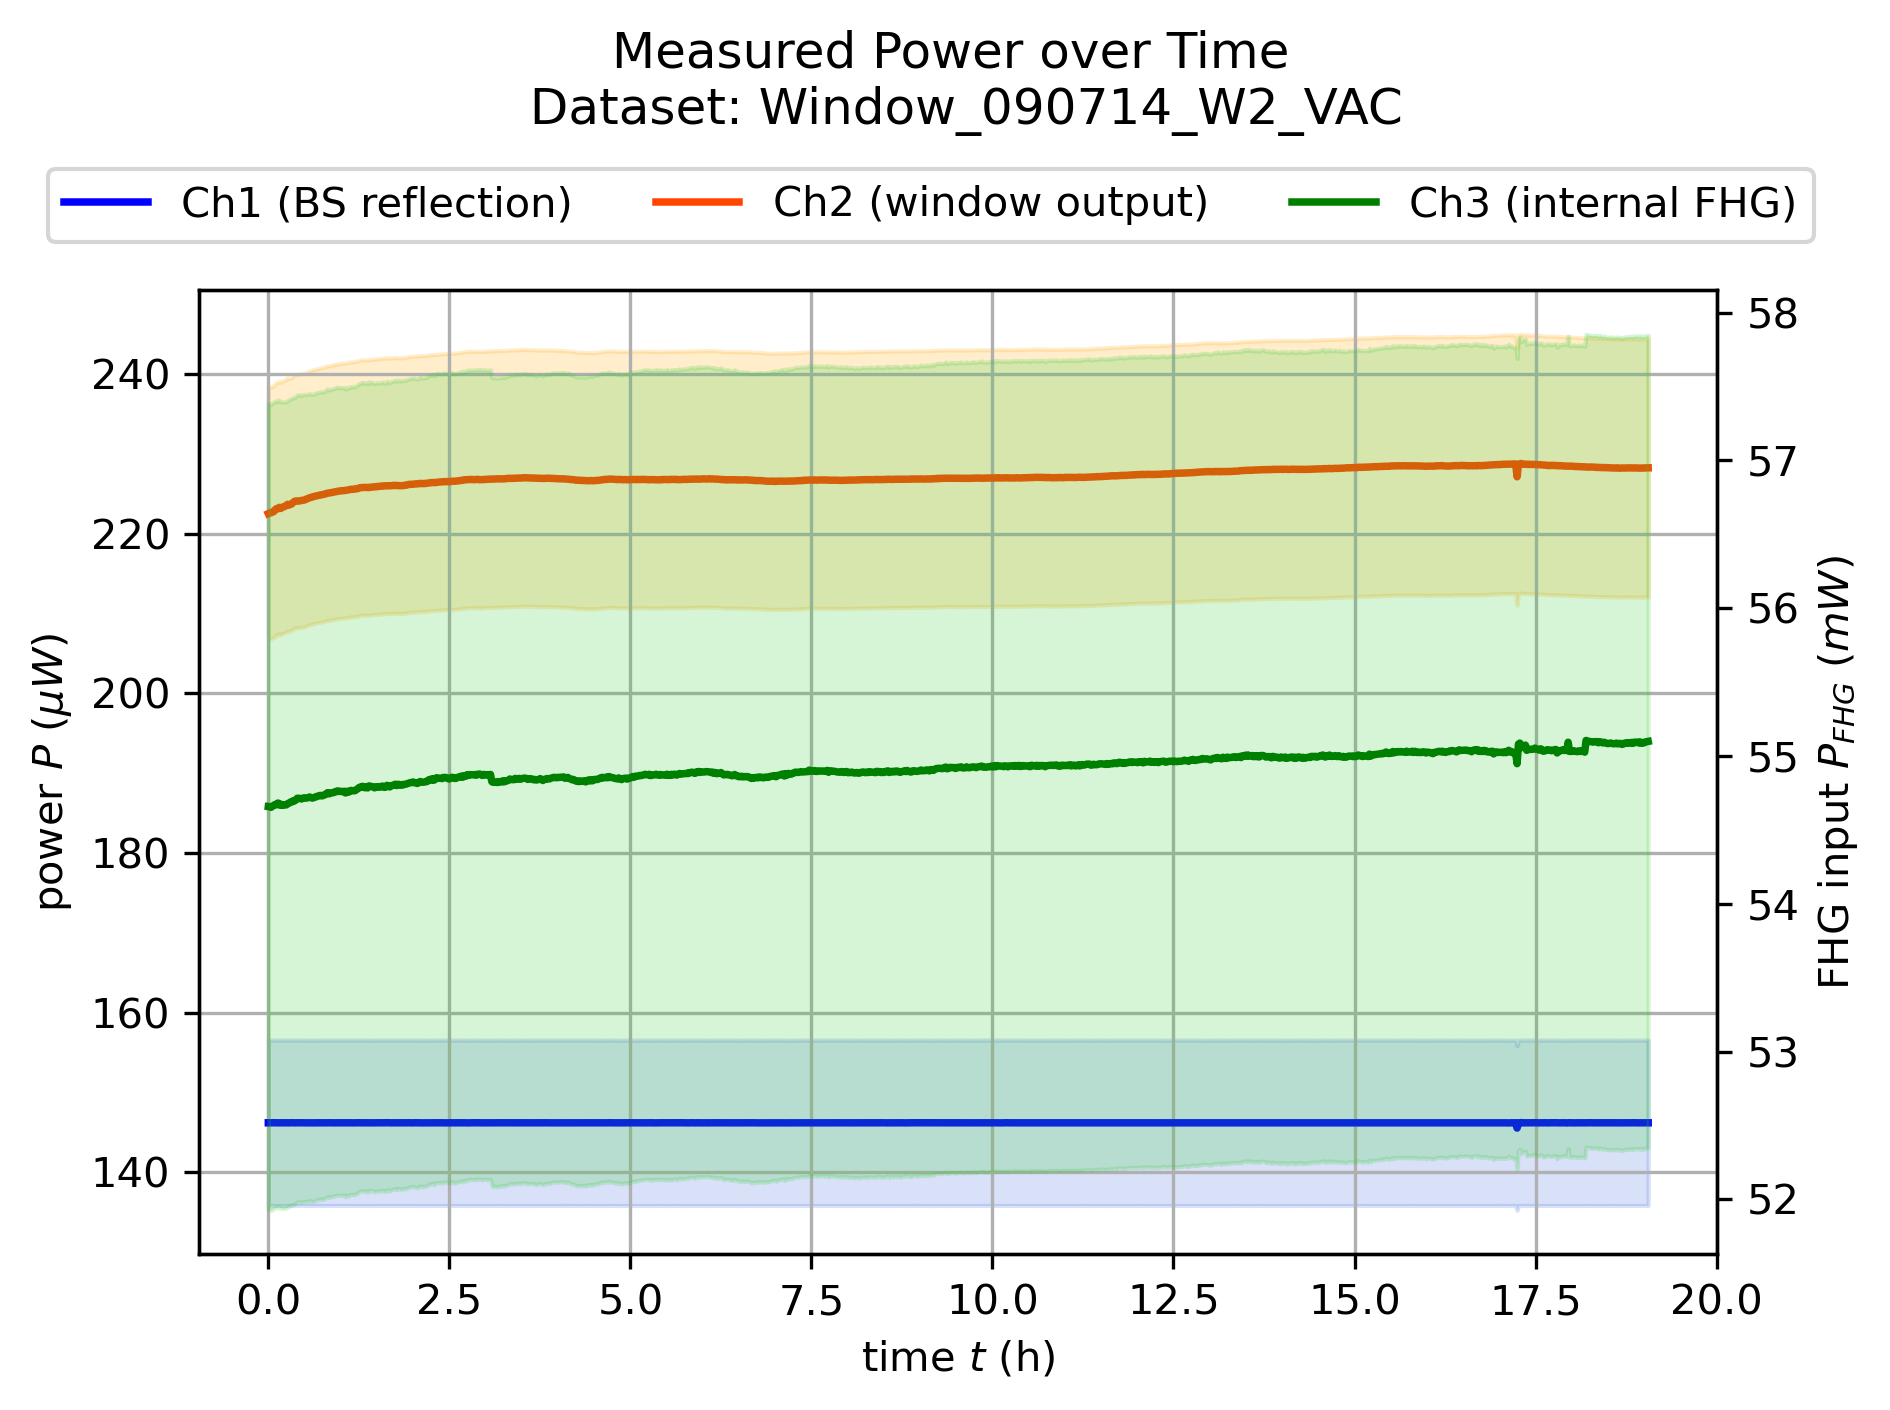 Measured Power over Time
Dataset: Window_090714_W2_VAC
Ch1 (BS reflection) Ch2 (window output) Ch3 (internal FHG)
power P (μW)
240
220
200
180
160
140
58
57
56
55
54
53
52
FHG input P_FHG (mW)
0.0 2.5 5.0 7.5 10.0 12.5 15.0 17.5 20.0
time t (h)